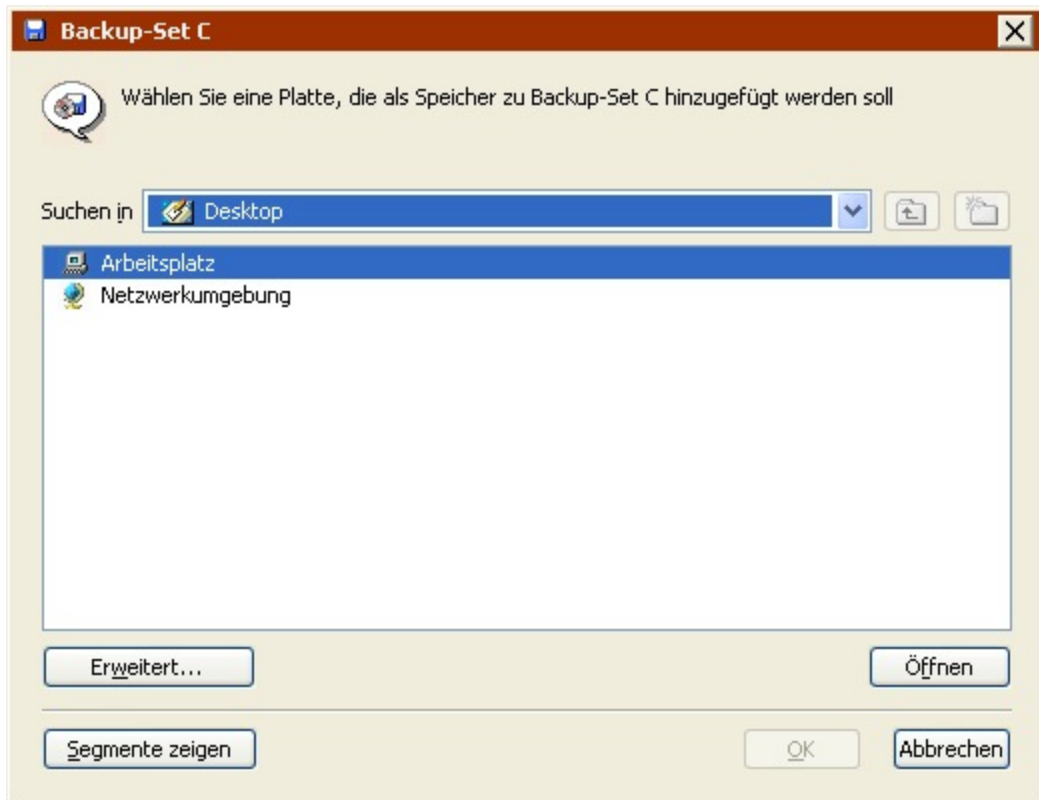 Backup-Set C
Wählen Sie eine Platte, die als Speicher zu Backup-Set C hinzugefügt werden soll
Suchen in Desktop
Arbeitsplatz
Netzwerkumgebung
Erweitert... Öffnen
Segmente zeigen OK Abbrechen